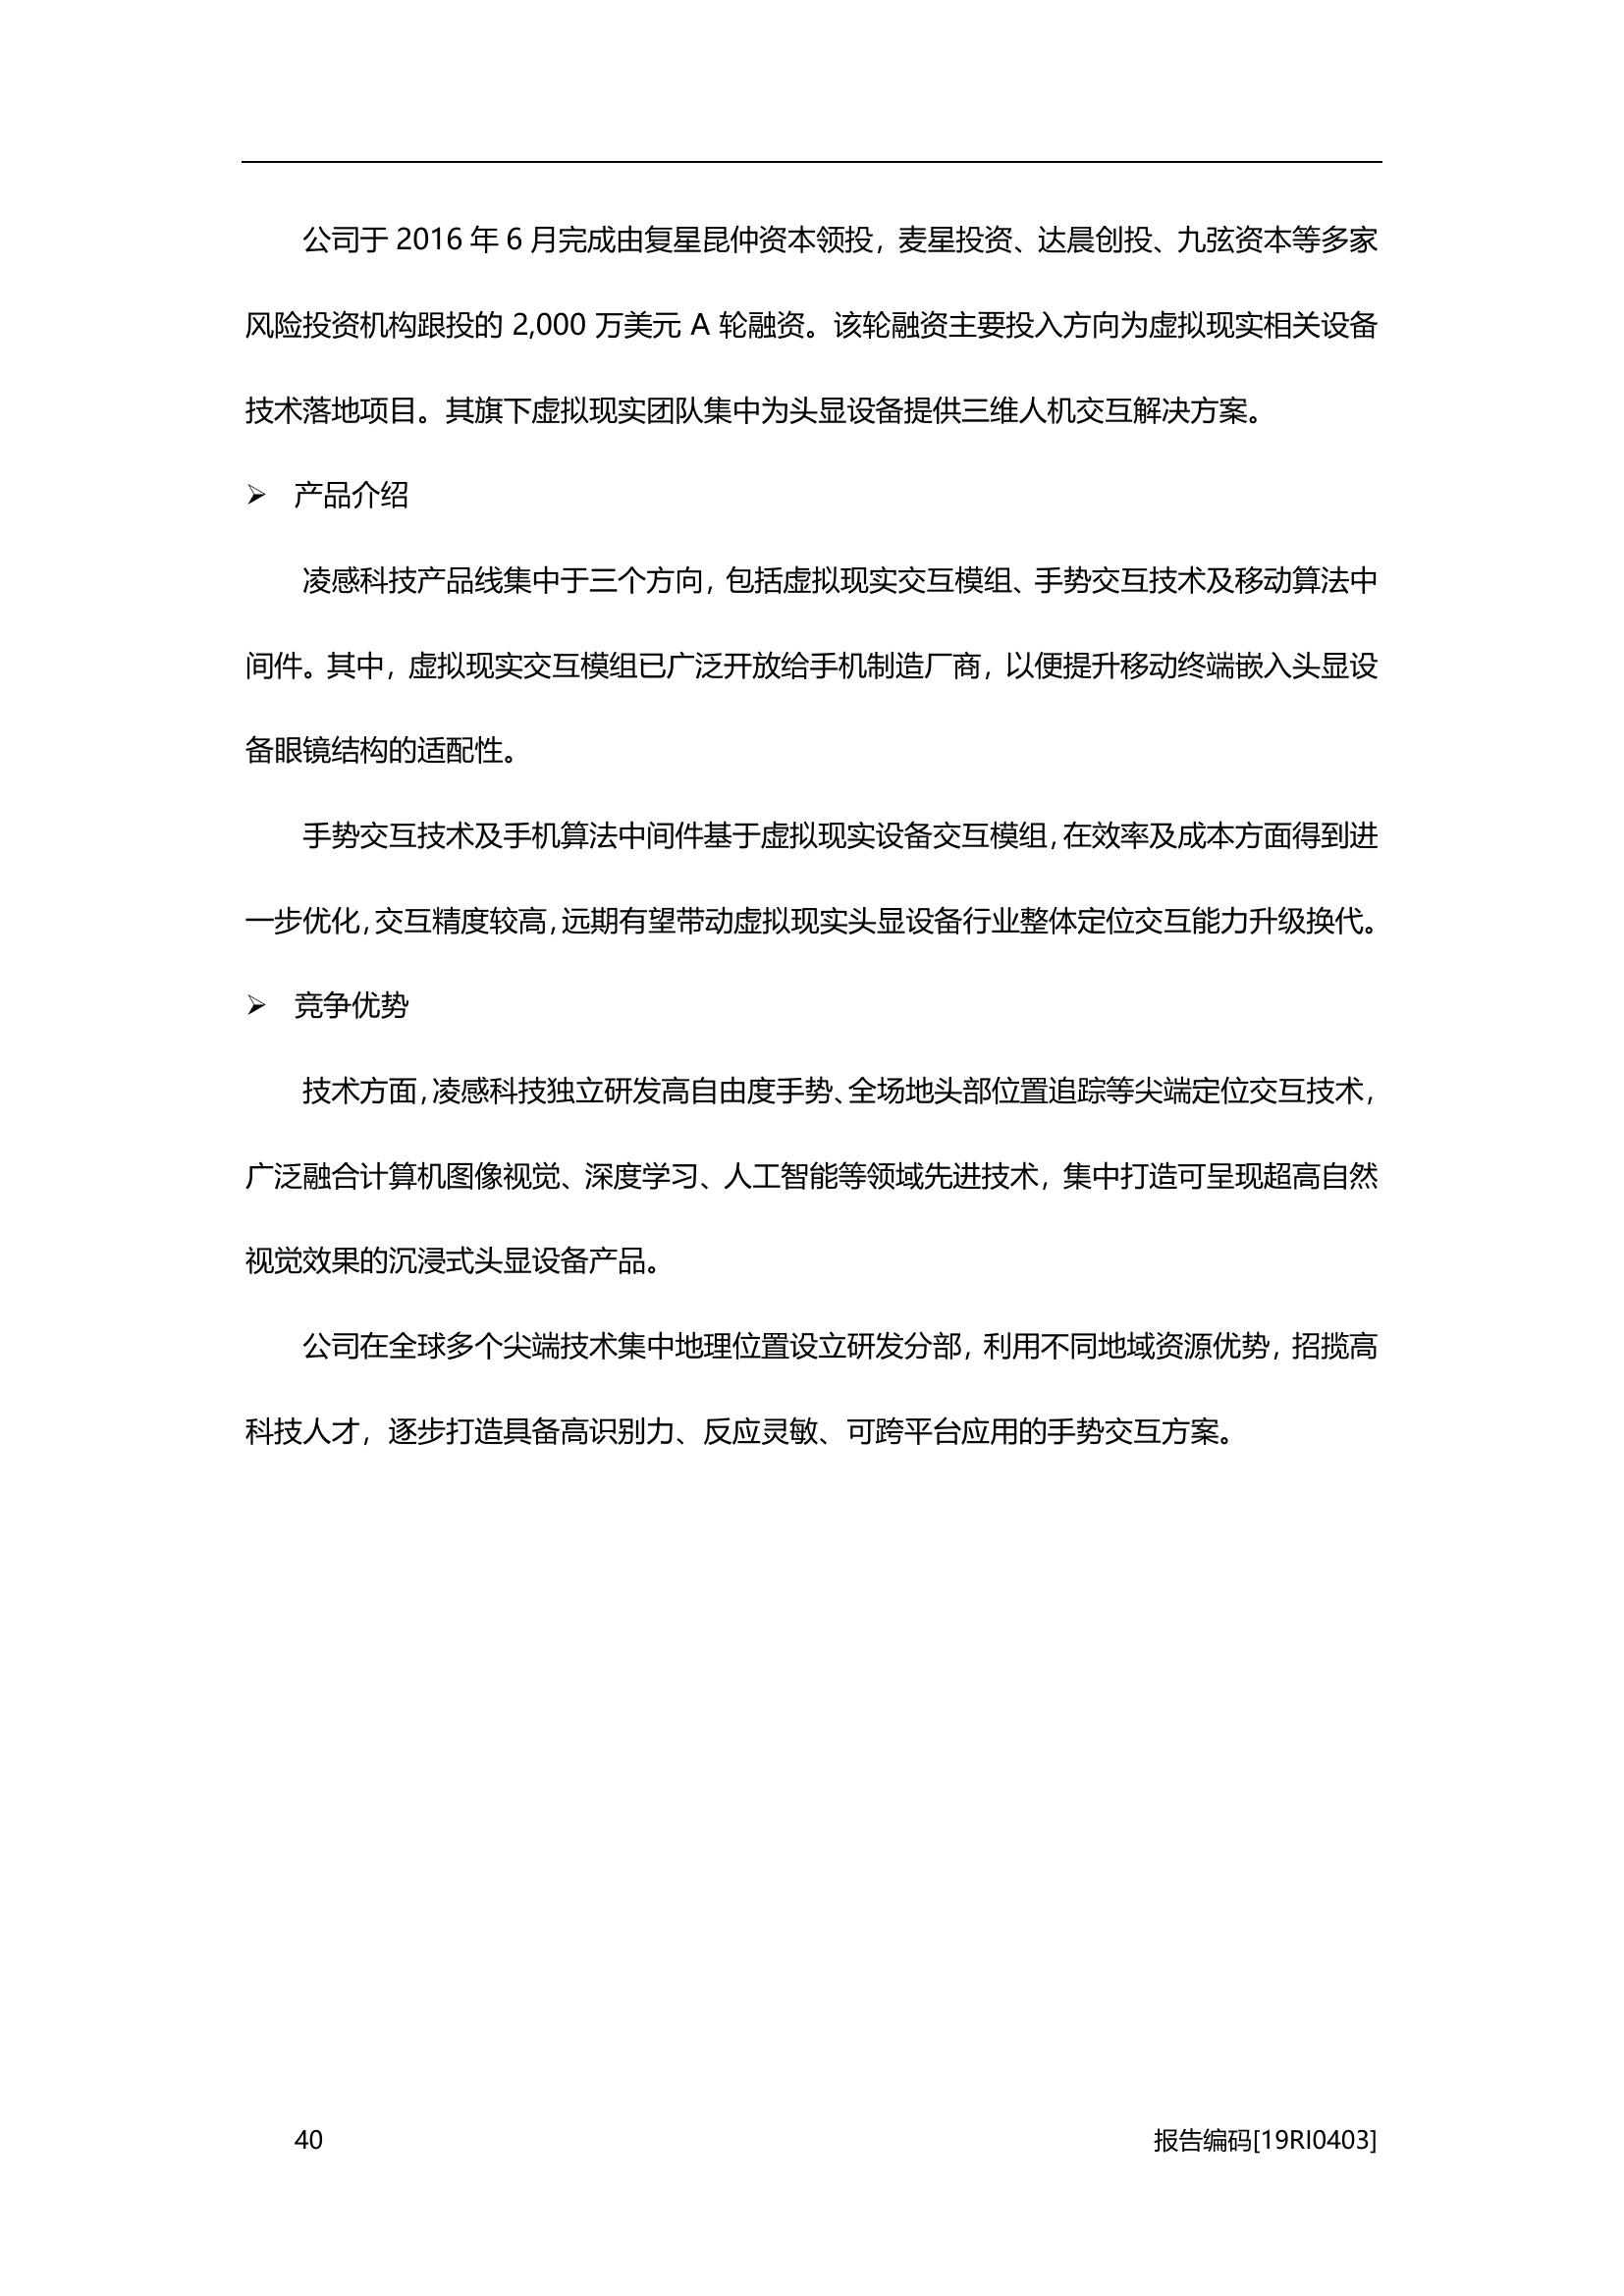 公司于 2016 年 6 月完成由复星昆仲资本领投，麦星投资、达晨创投、九弦资本等多家
风险投资机构跟投的 2,000 万美元 A 轮融资。该轮融资主要投入方向为虚拟现实相关设备
技术落地项目。其旗下虚拟现实团队集中为头显设备提供三维人机交互解决方案。
➢ 产品介绍
凌感科技产品线集中于三个方向，包括虚拟现实交互模组、手势交互技术及移动算法中
间件。其中，虚拟现实交互模组已广泛开放给手机制造厂商，以便提升移动终端嵌入头显设
备眼镜结构的适配性。
手势交互技术及手机算法中间件基于虚拟现实设备交互模组，在效率及成本方面得到进
一步优化，交互精度较高，远期有望带动虚拟现实头显设备行业整体定位交互能力升级换代。
➢ 竞争优势
技术方面，凌感科技独立研发高自由度手势、全场地头部位置追踪等尖端定位交互技术，
广泛融合计算机图像视觉、深度学习、人工智能等领域先进技术，集中打造可呈现超高自然
视觉效果的沉浸式头显设备产品。
公司在全球多个尖端技术集中地理位置设立研发分部，利用不同地域资源优势，招揽高
科技人才，逐步打造具备高识别力、反应灵敏、可跨平台应用的手势交互方案。
40 报告编码[19RI0403]